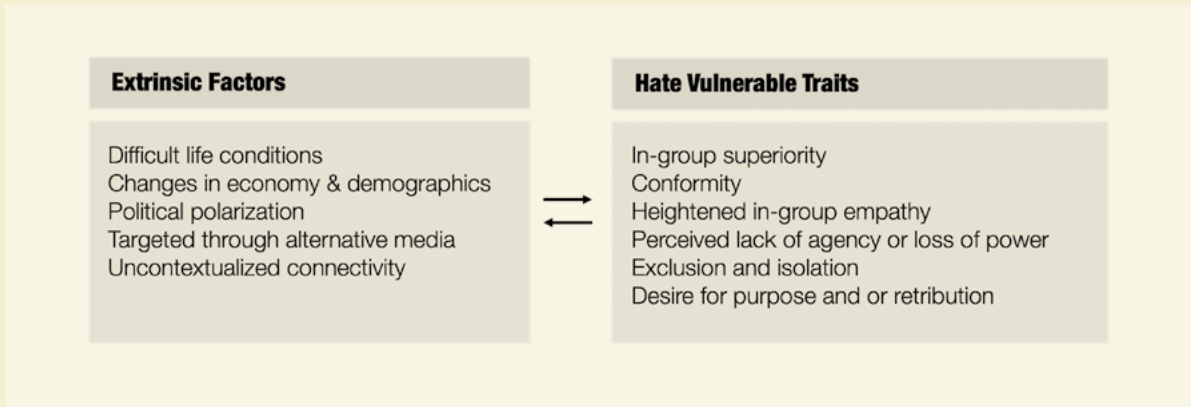 Extrinsic Factors
Difficult life conditions
Changes in economy & demographics
Political polarization
Targeted through alternative media
Uncontextualized connectivity
Hate Vulnerable Traits
In-group superiority
Conformity
Heightened in-group empathy
Perceived lack of agency or loss of power
Exclusion and isolation
Desire for purpose and or retribution